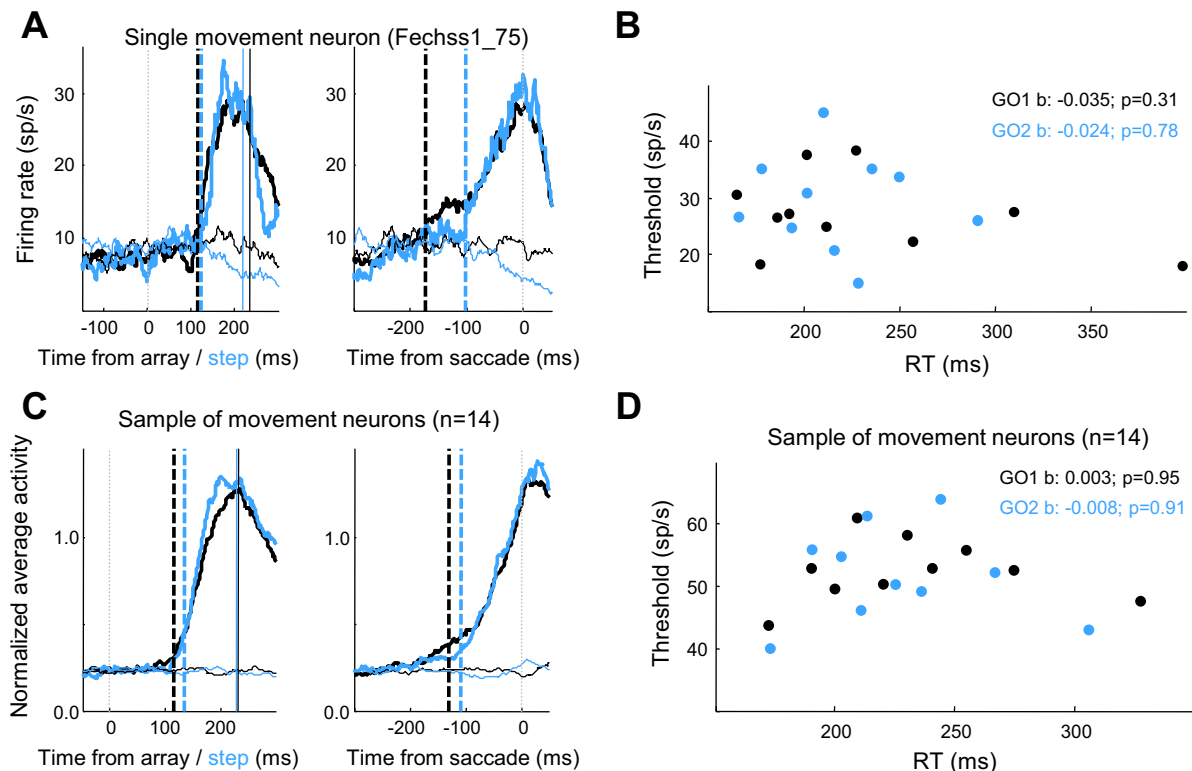 A
Single movement neuron (Fechss1_75)
Firing rate (sp/s)
30
20
10
-100 0 100 200
Time from array / step (ms)
30
20
10
-200 -100 0
Time from saccade (ms)
B
GO1 b: -0.035; p=0.31
GO2 b: -0.024; p=0.78
Threshold (sp/s)
40
30
20
200 250 300 350
RT (ms)
C
Sample of movement neurons (n=14)
Normalized average activity
1.0
0.0
0 100 200
Time from array / step (ms)
1.0
0.0
-200 -100 0
Time from saccade (ms)
D
Sample of movement neurons (n=14)
GO1 b: 0.003; p=0.95
GO2 b: -0.008; p=0.91
Threshold (sp/s)
60
50
40
200 250 300
RT (ms)